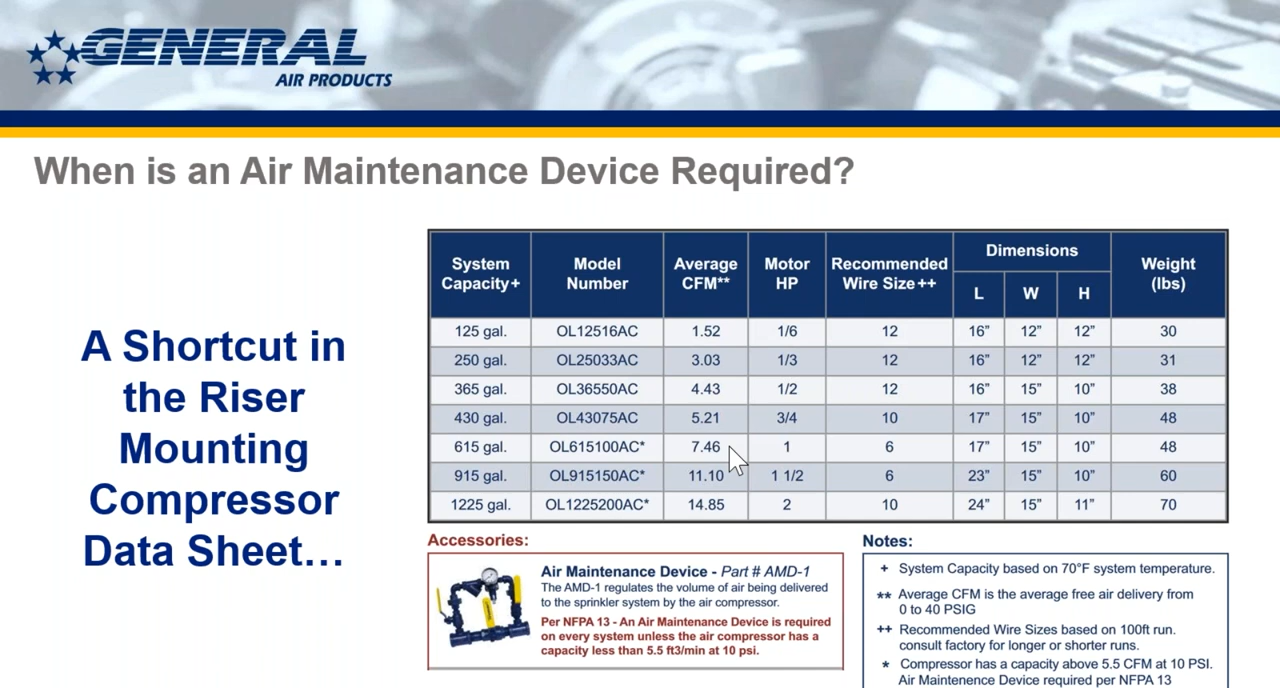 GENERAL
AIR PRODUCTS
When is an Air Maintenance Device Required?
A Shortcut in
the Riser
Mounting
Compressor
Data Sheet…
System Capacity+ Model Number Average CFM** Motor HP Recommended Wire Size++ Dimensions Weight (lbs)
L W H
125 gal. OL12516AC 1.52 1/6 12 16” 12” 12” 30
250 gal. OL25033AC 3.03 1/3 12 16” 12” 12” 31
365 gal. OL36550AC 4.43 1/2 12 16” 15” 10” 38
430 gal. OL43075AC 5.21 3/4 10 17” 15” 10” 48
615 gal. OL615100AC* 7.46 1 6 17” 15” 10” 48
915 gal. OL915150AC* 11.10 1 1/2 6 23” 15” 10” 60
1225 gal. OL1225200AC* 14.85 2 10 24” 15” 11” 70
Accessories:
Air Maintenance Device - Part # AMD-1
The AMD-1 regulates the volume of air being delivered
to the sprinkler system by the air compressor.
Per NFPA 13 - An Air Maintenance Device is required
on every system unless the air compressor has a
capacity less than 5.5 ft3/min at 10 psi.
Notes:
+ System Capacity based on 70°F system temperature.
** Average CFM is the average free air delivery from
0 to 40 PSIG
++ Recommended Wire Sizes based on 100ft run.
consult factory for longer or shorter runs.
* Compressor has a capacity above 5.5 CFM at 10 PSI.
Air Maintenence Device required per NFPA 13